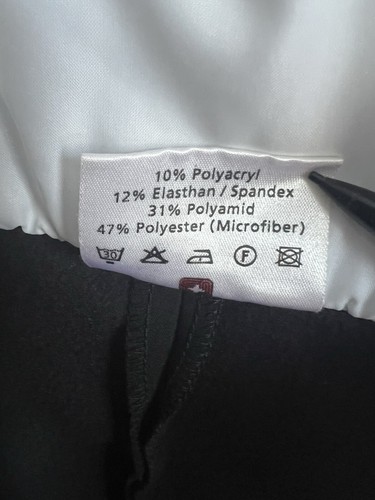 10% Polyacryl
12% Elasthan / Spandex
31% Polyamid
47% Polyester (Microfiber)
30 F